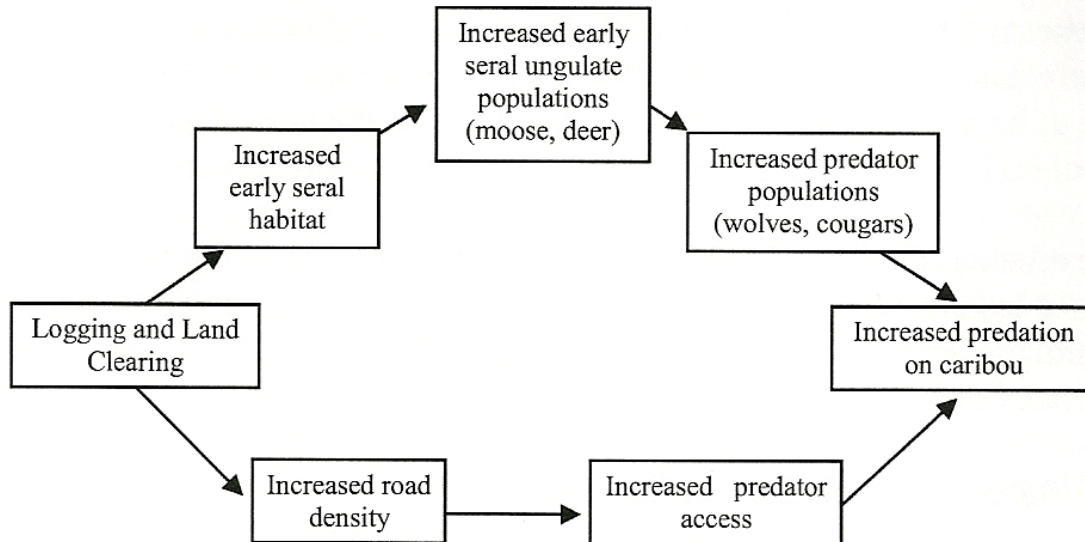 Increased early
seral ungulate
populations
(moose, deer)
Increased
early seral
habitat
Increased predator
populations
(wolves, cougars)
Logging and Land
Clearing
Increased predation
on caribou
Increased road
density
Increased predator
access